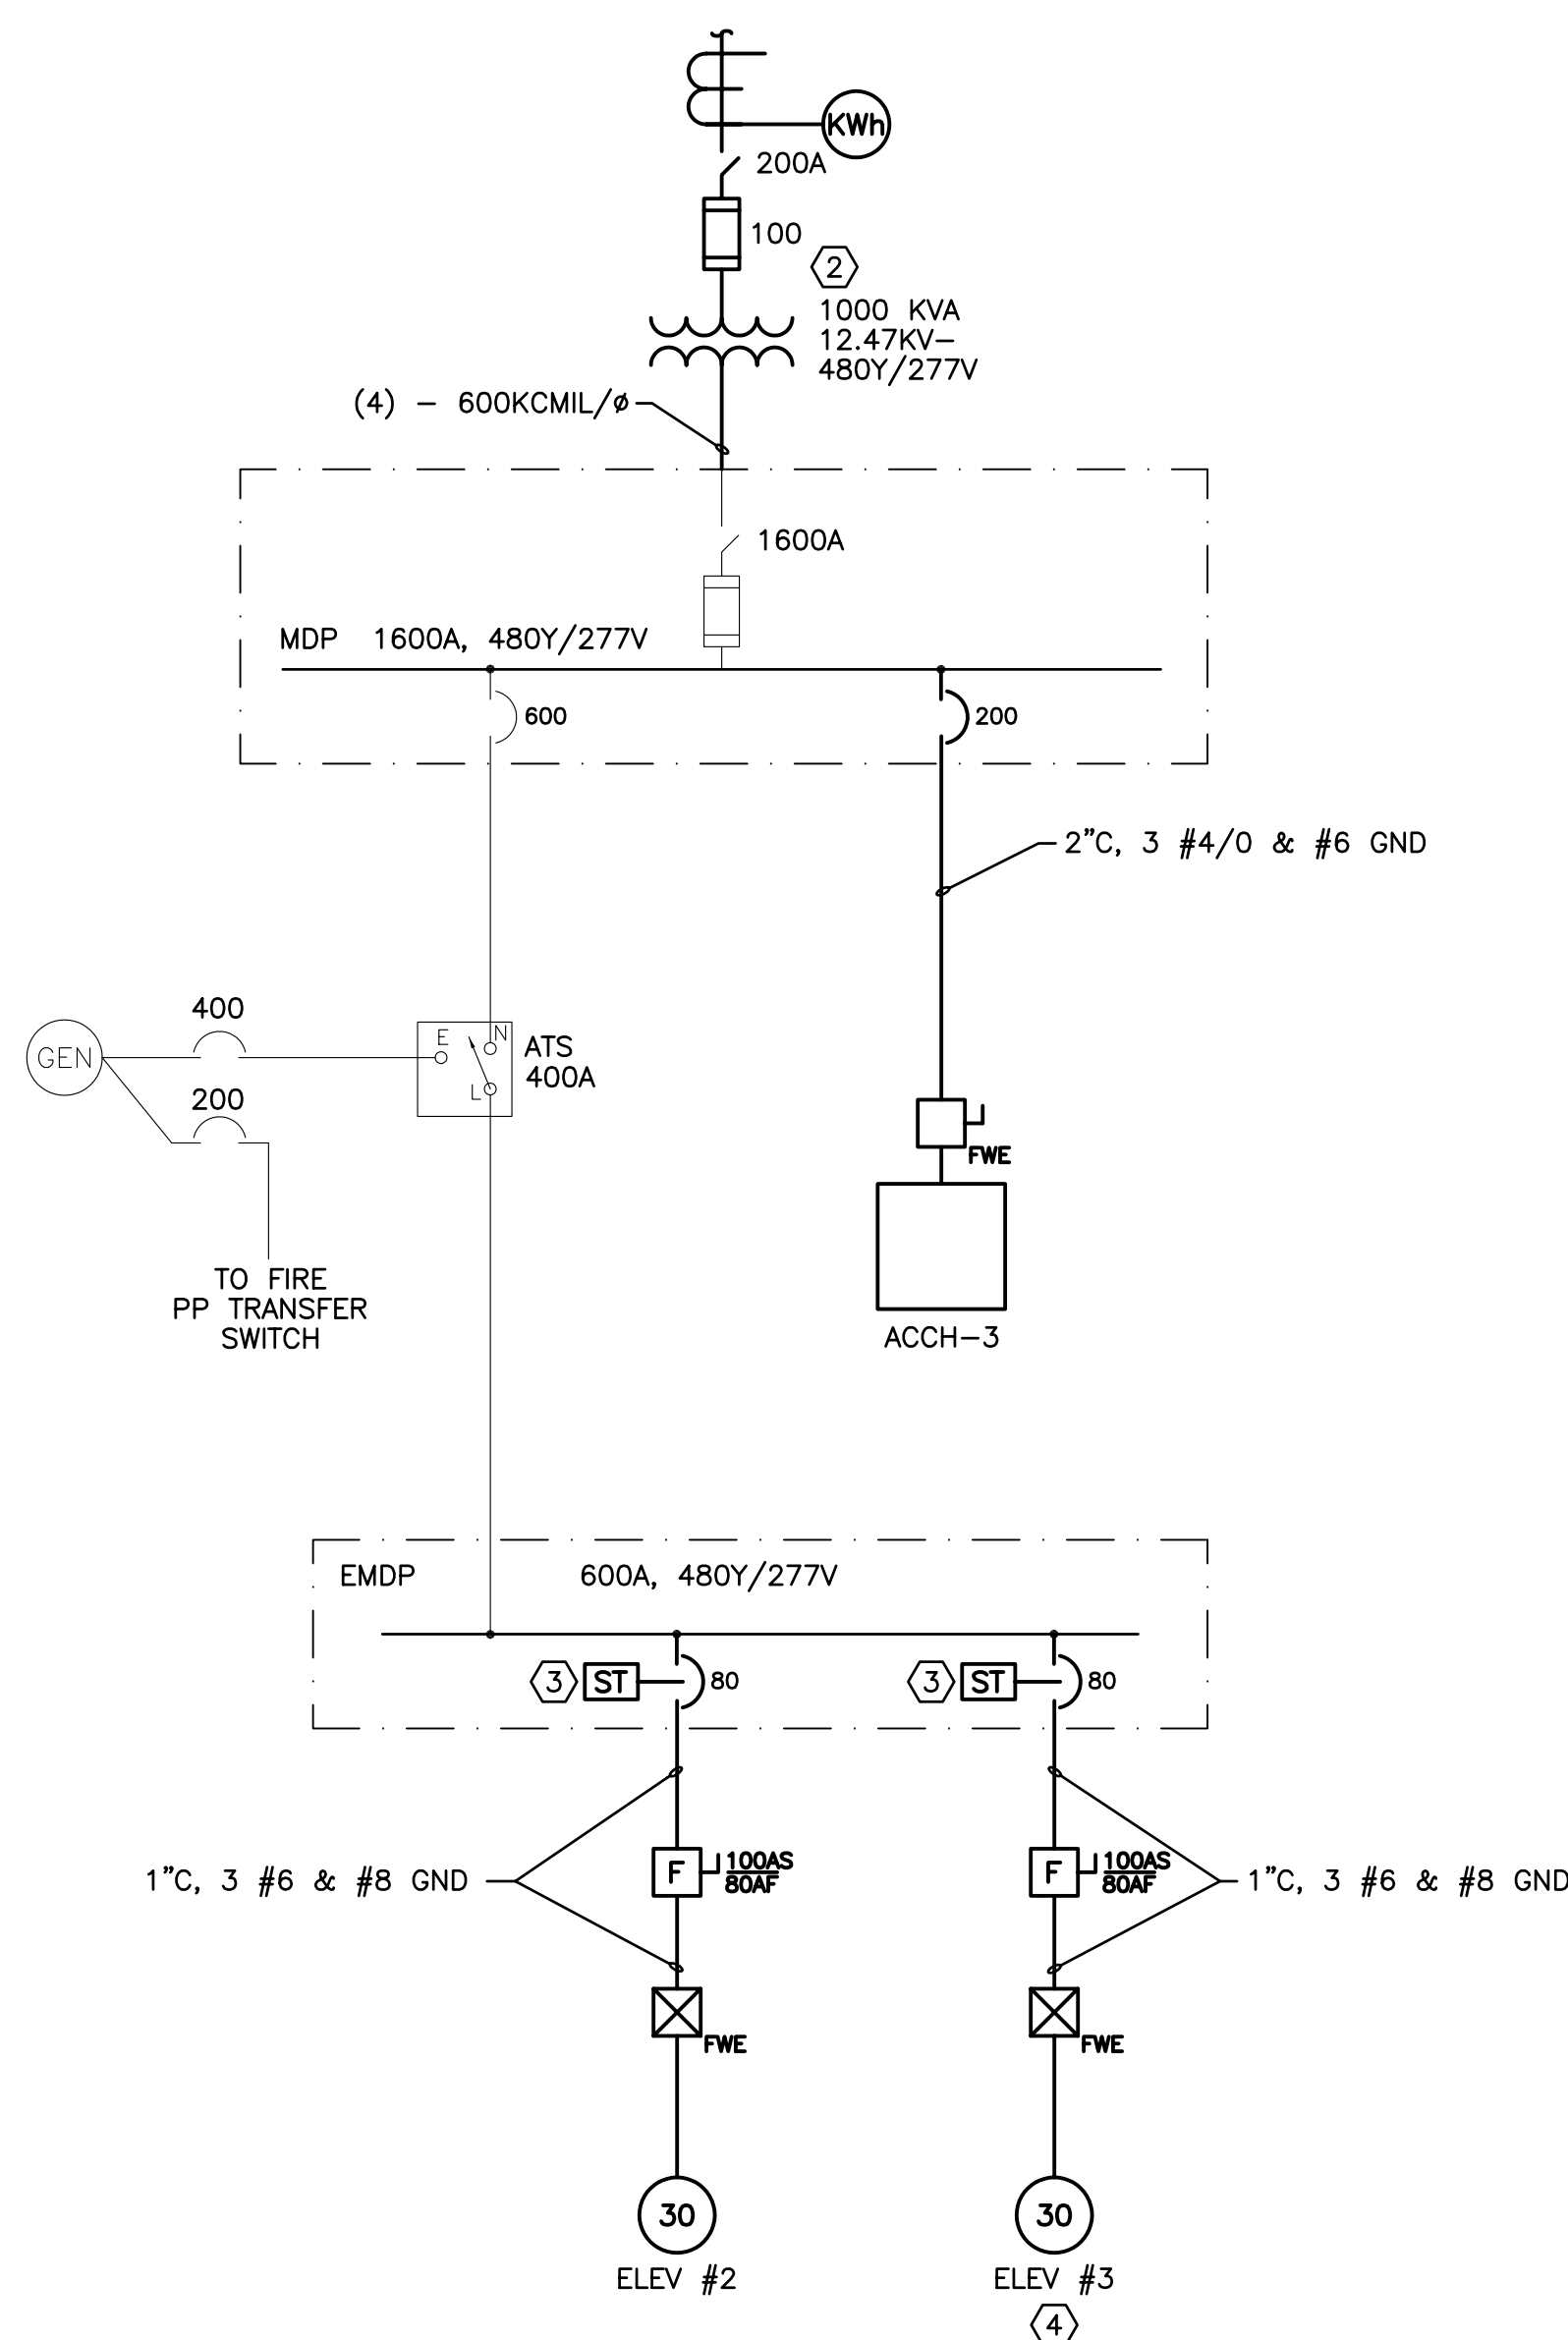 KWh
200A
100
2
1000 KVA
12.47KV-
480Y/277V
(4) - 600KCMIL/ø
1600A
MDP 1600A, 480Y/277V
600
200
2"C, 3 #4/0 & #6 GND
400
GEN
E
N
L
ATS
400A
200
FWE
TO FIRE
PP TRANSFER
SWITCH
ACCH-3
EMDP 600A, 480Y/277V
3 ST 80
3 ST 80
F
100AS
80AF
F
100AS
80AF
1"C, 3 #6 & #8 GND
1"C, 3 #6 & #8 GND
FWE
FWE
30
30
ELEV #2
ELEV #3
4